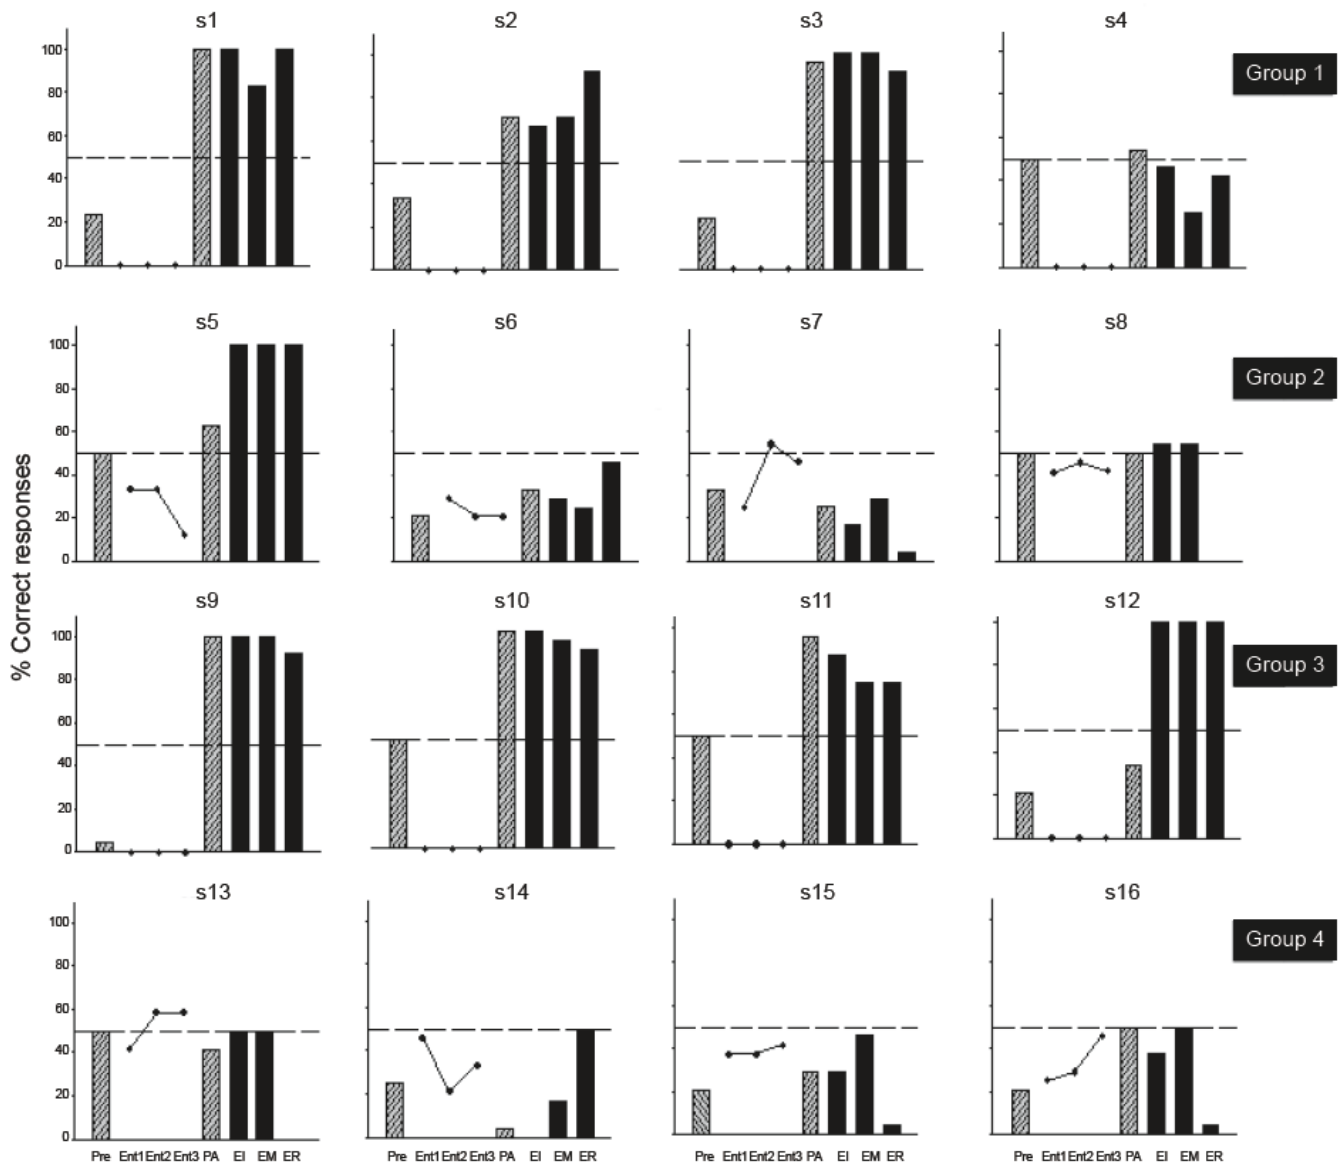 s1 s2 s3 s4
100
80
60
40
20
0
Group 1
s5 s6 s7 s8
100
80
60
40
20
0
Group 2
% Correct responses
s9 s10 s11 s12
100
80
60
40
20
0
Group 3
s13 s14 s15 s16
100
80
60
40
20
0
Group 4
Pre Ent1 Ent2 Ent3 PA EI EM ER Pre Ent1 Ent2 Ent3 PA EI EM ER Pre Ent1 Ent2 Ent3 PA EI EM ER Pre Ent1 Ent2 Ent3 PA EI EM ER